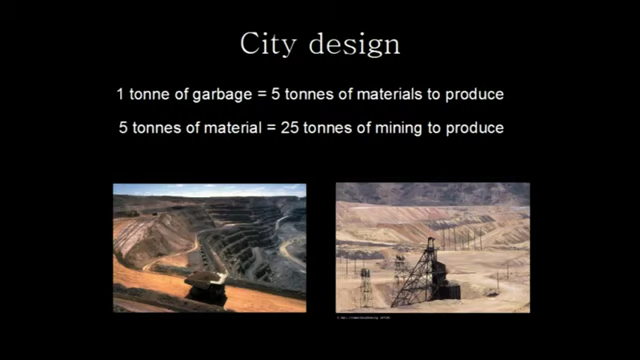 City design
1 tonne of garbage = 5 tonnes of materials to produce
5 tonnes of material = 25 tonnes of mining to produce